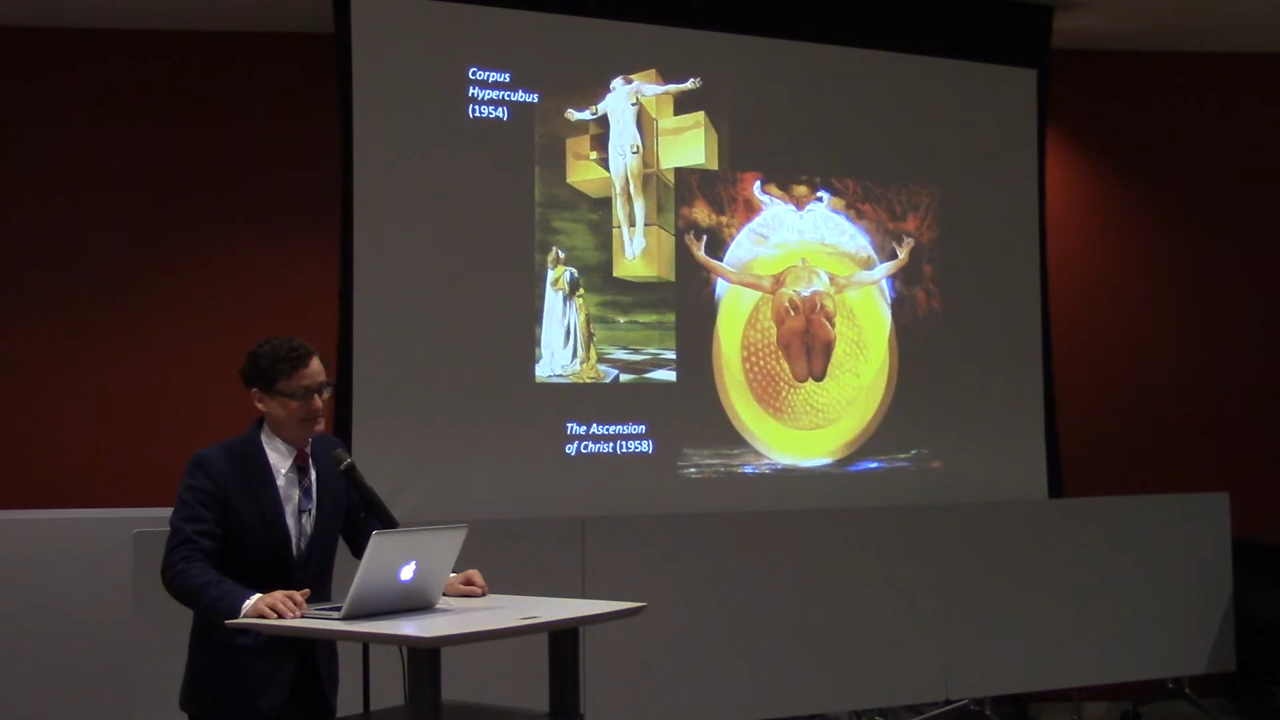 Corpus
Hypercubus
(1954)
The Ascension
of Christ (1958)